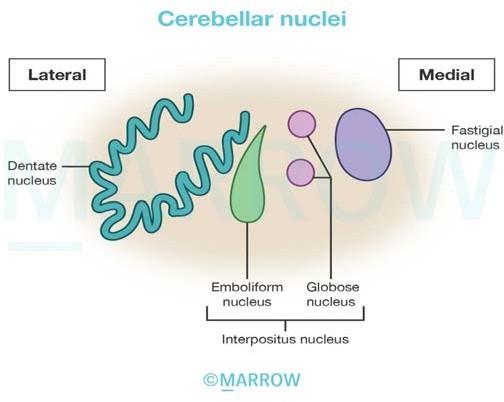 Cerebellar nuclei
Lateral
Medial
Dentate
nucleus
Fastigial
nucleus
Emboliform
nucleus
Globose
nucleus
Interpositus nucleus
MARROW
©MARROW